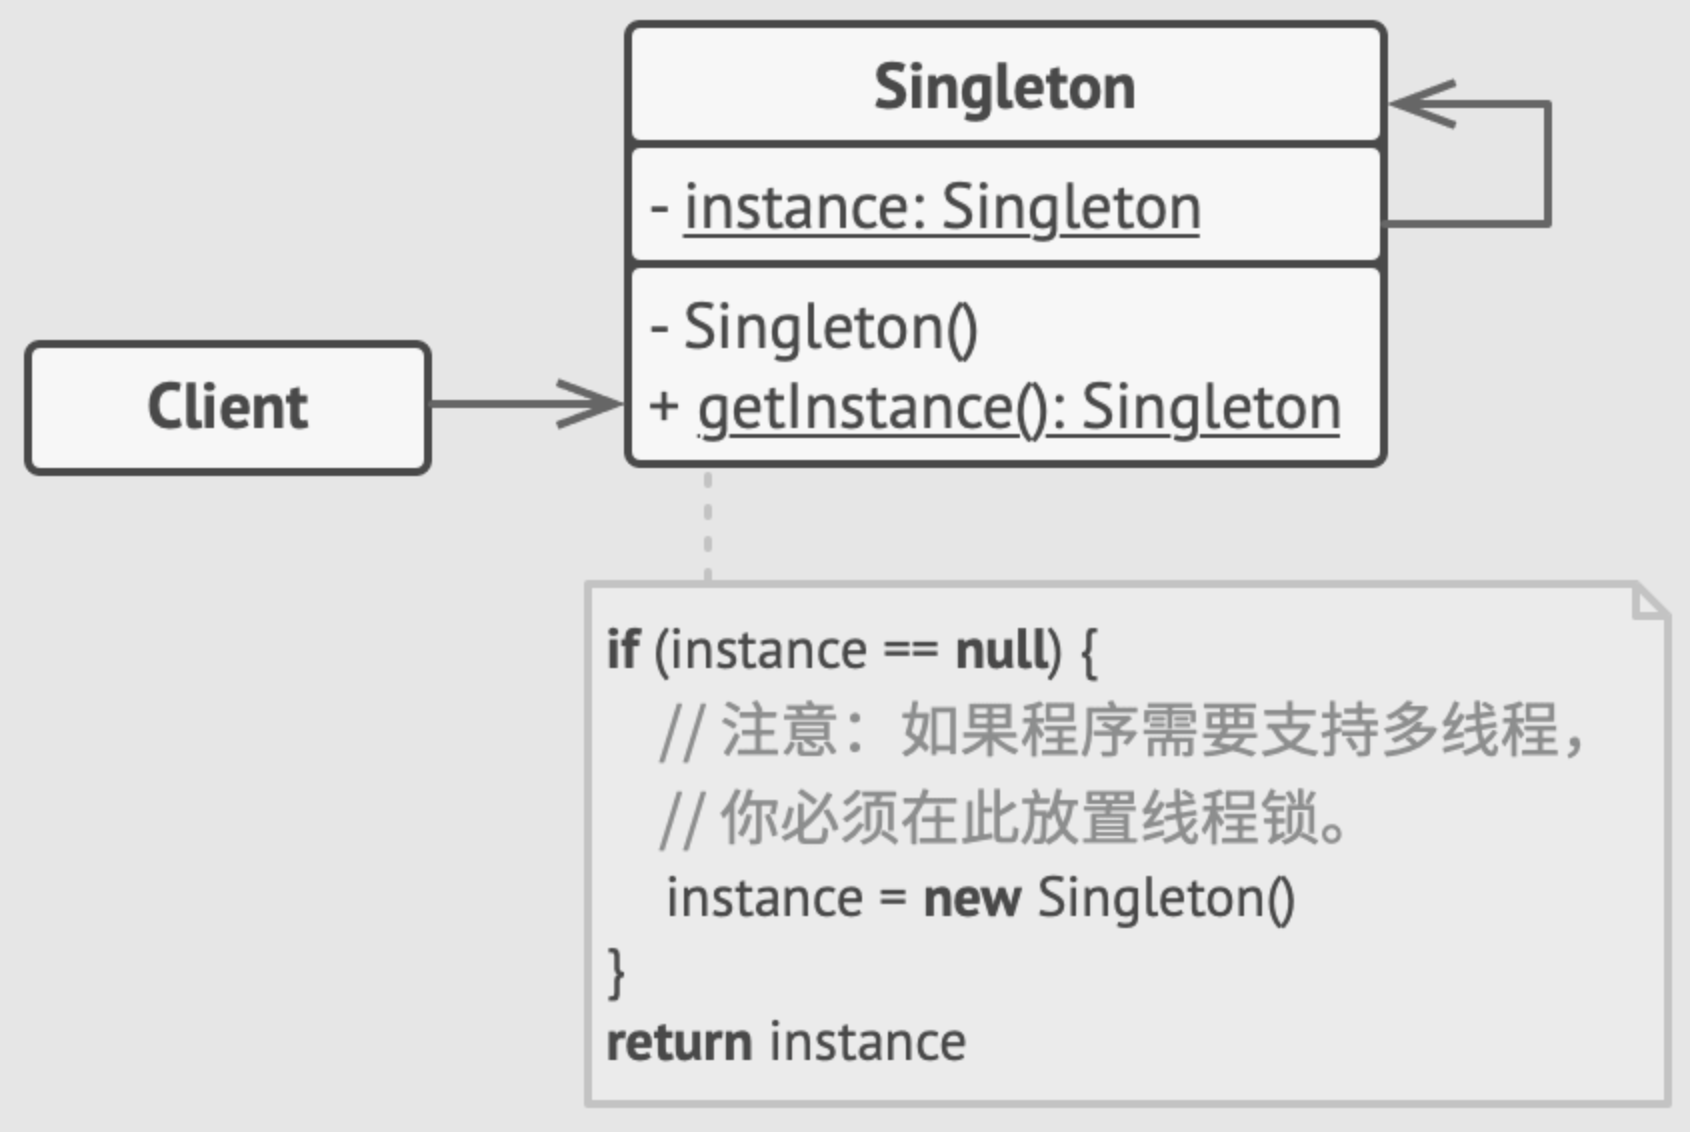 Singleton
- instance: Singleton
- Singleton()
+ getInstance(): Singleton
Client
if (instance == null) {
// 注意：如果程序需要支持多线程，
// 你必须在此放置线程锁。
instance = new Singleton()
}
return instance